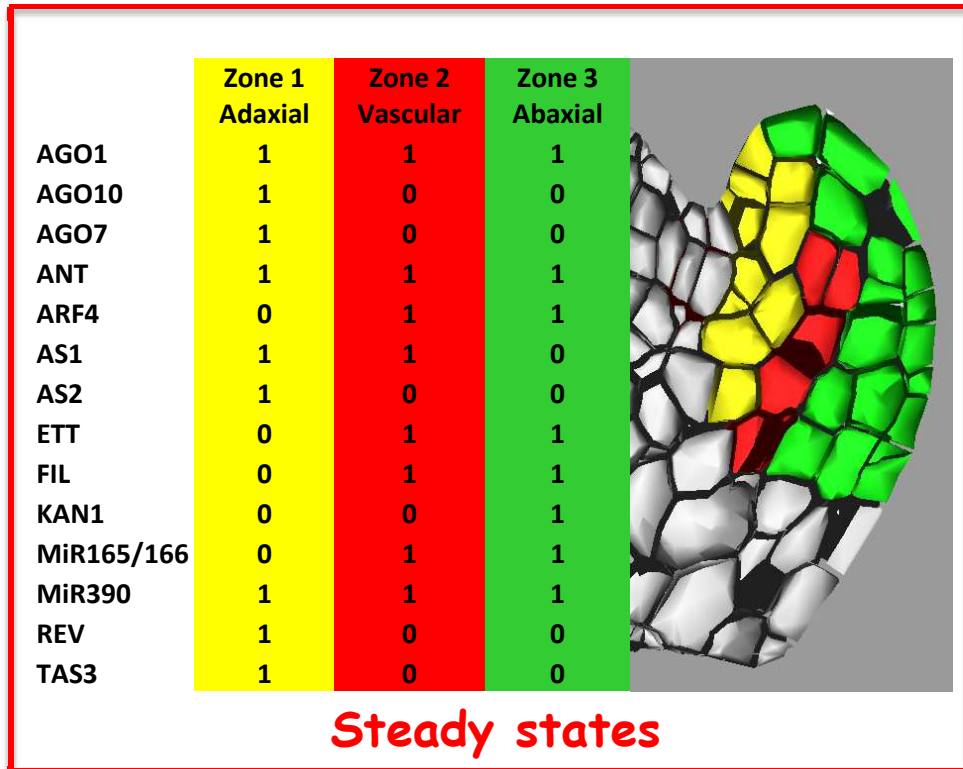 Zone 1 Zone 2 Zone 3
Adaxial Vascular Abaxial
AGO1 1 1 1
AGO10 1 0 0
AGO7 1 0 0
ANT 1 1 1
ARF4 0 1 1
AS1 1 1 0
AS2 1 0 0
ETT 0 1 1
FIL 0 1 1
KAN1 0 0 1
MiR165/166 0 1 1
MiR390 1 1 1
REV 1 0 0
TAS3 1 0 0
Steady states